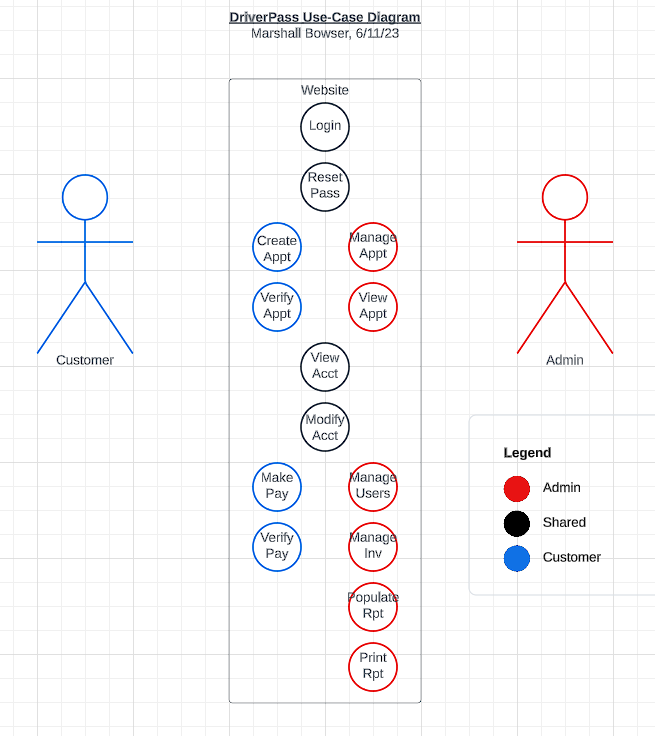 DriverPass Use-Case Diagram
Marshall Bowser, 6/11/23
Website
Login
Reset
Pass
Create
Appt
Manage
Appt
Verify
Appt
View
Appt
View
Acct
Modify
Acct
Make
Pay
Manage
Users
Verify
Pay
Manage
Inv
Populate
Rpt
Print
Rpt
Customer
Admin
Legend
Admin
Shared
Customer